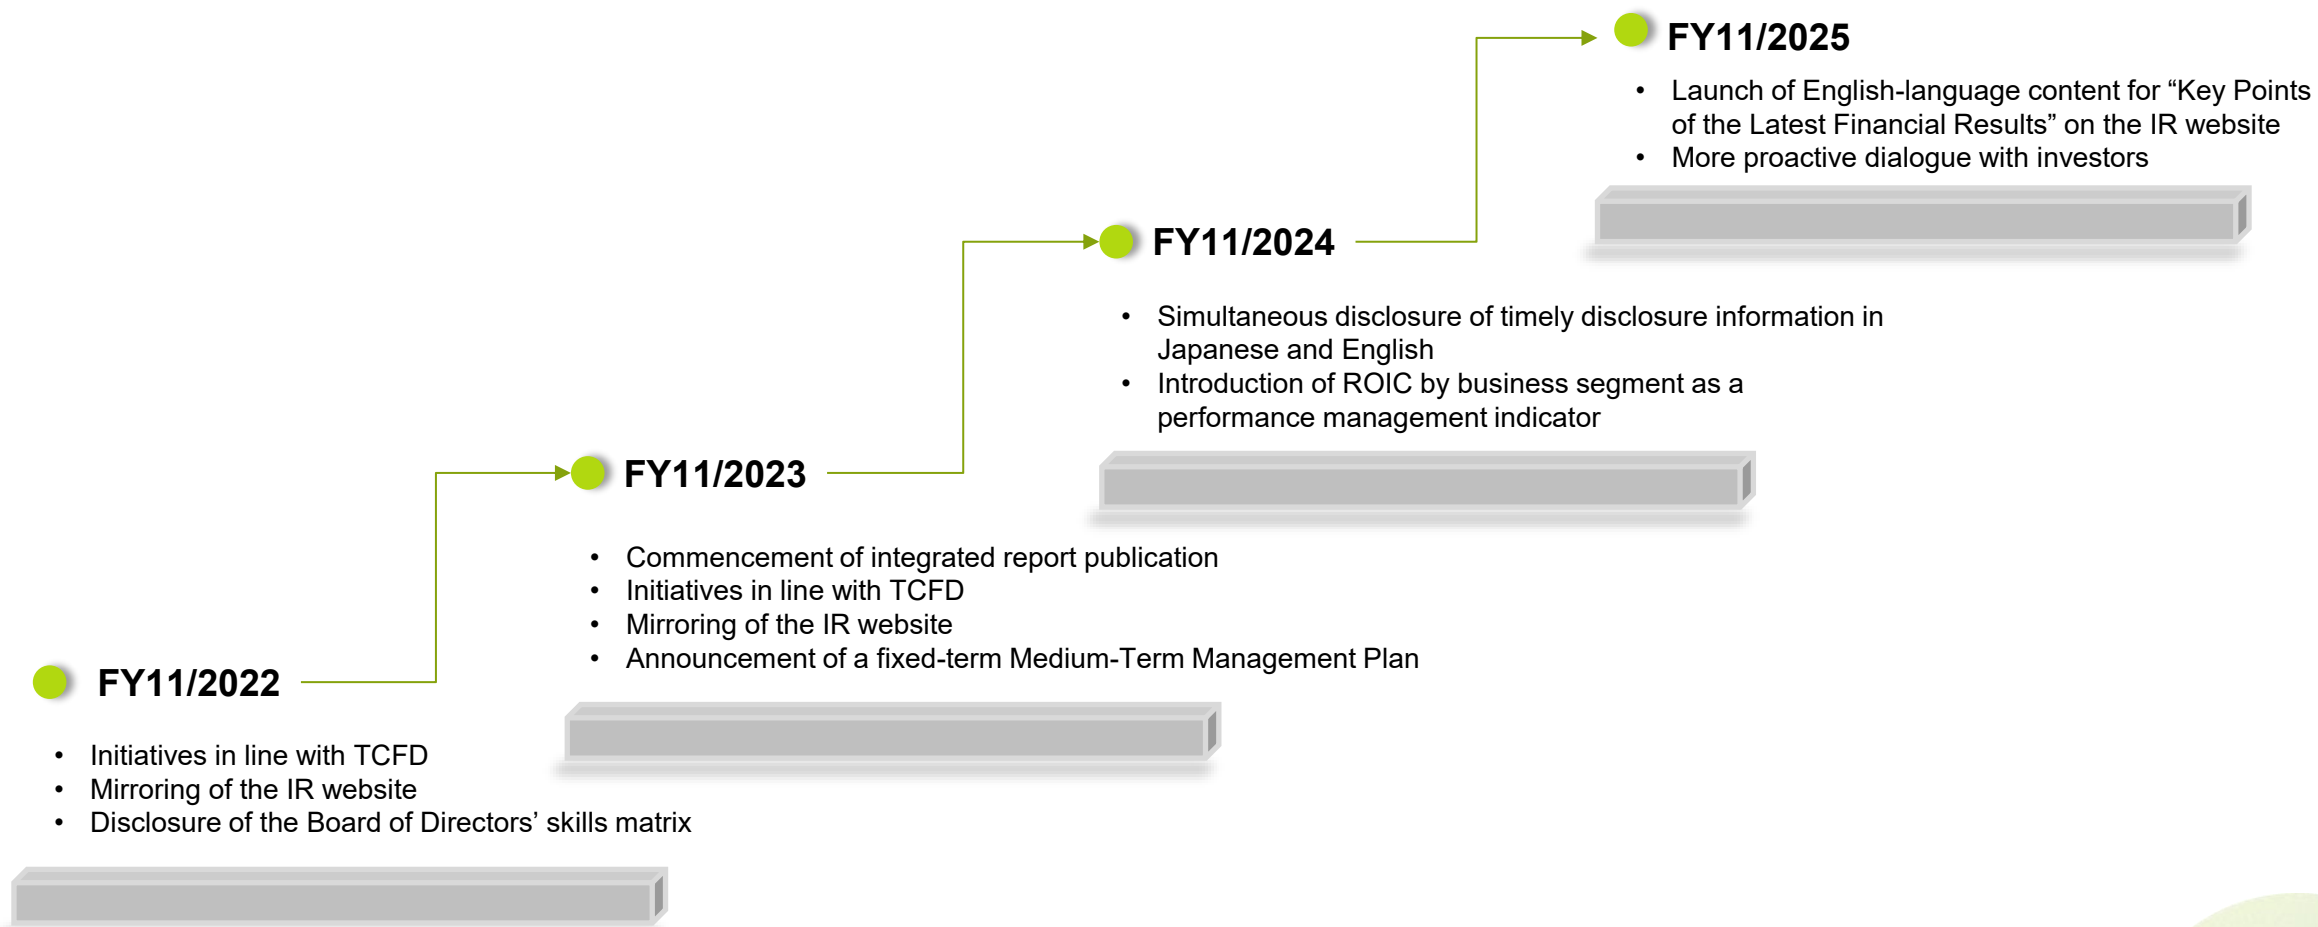 FY11/2025
• Launch of English-language content for “Key Points
of the Latest Financial Results” on the IR website
• More proactive dialogue with investors
FY11/2024
• Simultaneous disclosure of timely disclosure information in
Japanese and English
• Introduction of ROIC by business segment as a
performance management indicator
FY11/2023
• Commencement of integrated report publication
• Initiatives in line with TCFD
• Mirroring of the IR website
• Announcement of a fixed-term Medium-Term Management Plan
FY11/2022
• Initiatives in line with TCFD
• Mirroring of the IR website
• Disclosure of the Board of Directors’ skills matrix